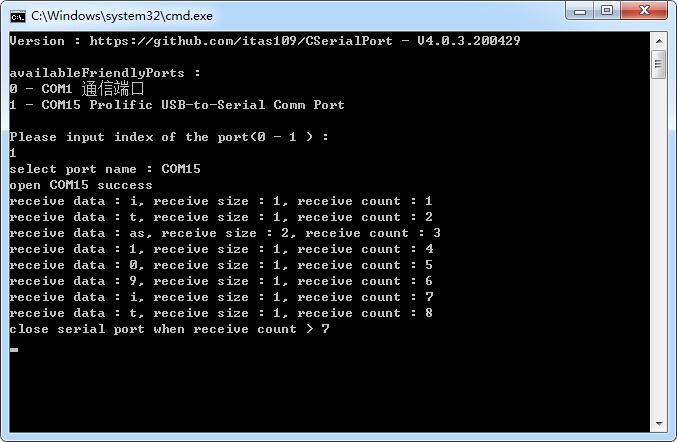 C:\Windows\system32\cmd.exe
Version : https://github.com/itas109/CSerialPort - V4.0.3.200429
availableFriendlyPorts :
0 - COM1 通信端口
1 - COM15 Prolific USB-to-Serial Comm Port
Please input index of the port(0 - 1 ) :
1
select port name : COM15
open COM15 success
receive data : i, receive size : 1, receive count : 1
receive data : t, receive size : 1, receive count : 2
receive data : as, receive size : 2, receive count : 3
receive data : 1, receive size : 1, receive count : 4
receive data : 0, receive size : 1, receive count : 5
receive data : 9, receive size : 1, receive count : 6
receive data : i, receive size : 1, receive count : 7
receive data : t, receive size : 1, receive count : 8
close serial port when receive count > 7